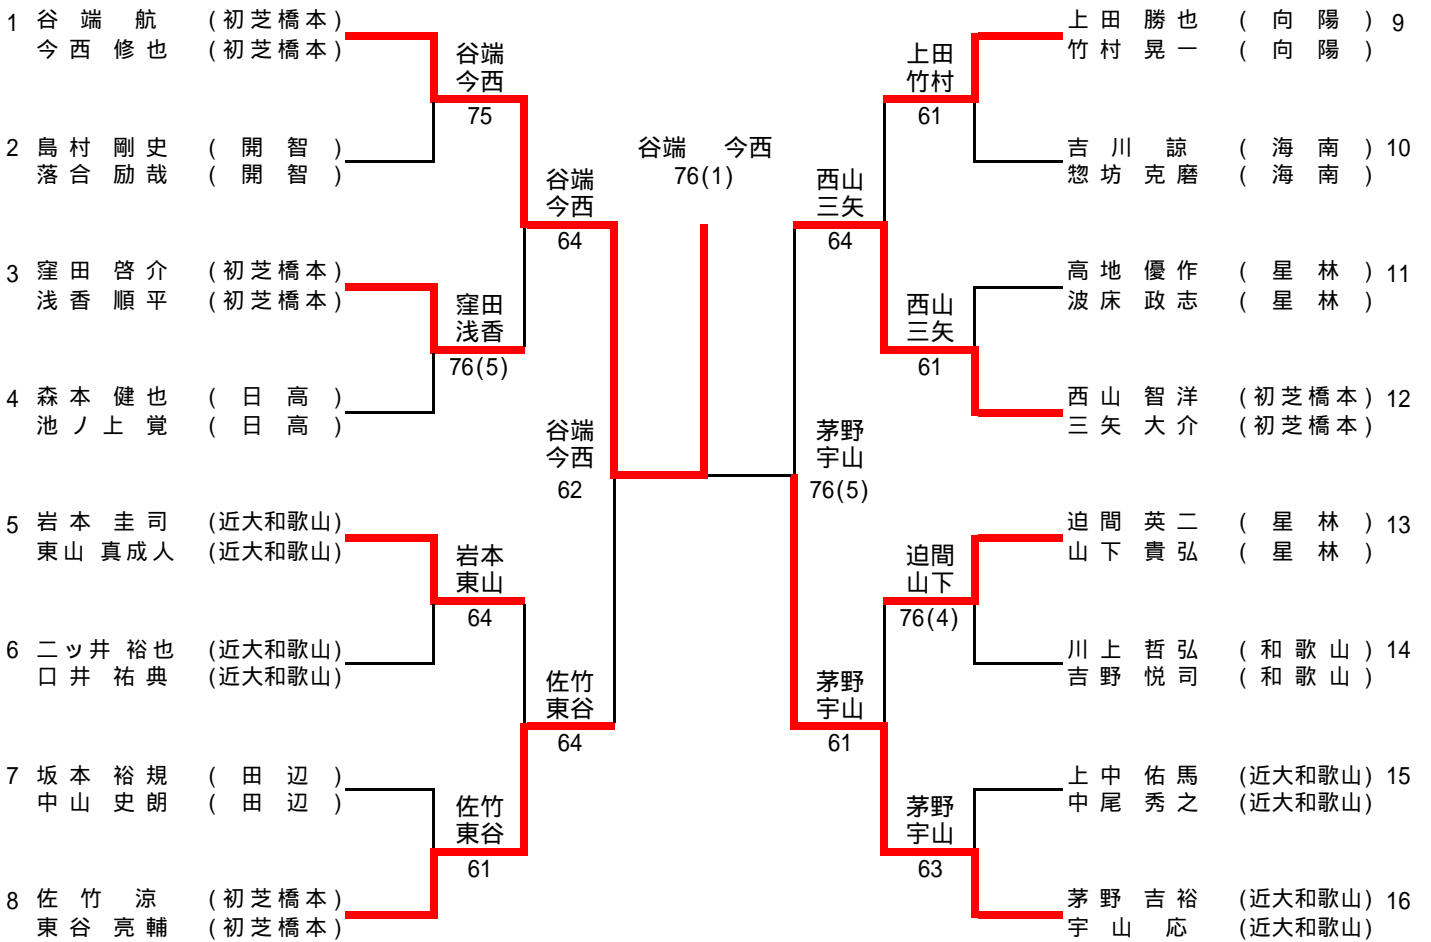 1 谷端 航 (初芝橋本)
今西 修也 (初芝橋本)
2 島村 剛史 (開智)
落合 励哉 (開智)
3 窪田 啓介 (初芝橋本)
浅香 順平 (初芝橋本)
4 森本 健也 (日高)
池ノ上 覚 (日高)
5 岩本 圭司 (近大和歌山)
東山 真成人 (近大和歌山)
6 二ッ井 裕也 (近大和歌山)
口井 祐典 (近大和歌山)
7 坂本 裕規 (田辺)
中山 史朗 (田辺)
8 佐竹 涼 (初芝橋本)
東谷 亮輔 (初芝橋本)
谷端
今西
75
窪田
浅香
76(5)
岩本
東山
64
佐竹
東谷
61
谷端
今西
64
佐竹
東谷
64
谷端
今西
62
谷端 今西
76(1)
茅野
宇山
76(5)
西山
三矢
64
茅野
宇山
61
上田
竹村
61
西山
三矢
61
迫間
山下
76(4)
茅野
宇山
63
上田 勝也 (向陽) 9
竹村 晃一 (向陽)
吉川 諒 (海南) 10
惣坊 克磨 (海南)
高地 優作 (星林) 11
波床 政志 (星林)
西山 智洋 (初芝橋本) 12
三矢 大介 (初芝橋本)
迫間 英二 (星林) 13
山下 貴弘 (星林)
川上 哲弘 (和歌山) 14
吉野 悦司 (和歌山)
上中 佑馬 (近大和歌山) 15
中尾 秀之 (近大和歌山)
茅野 吉裕 (近大和歌山) 16
宇山 応 (近大和歌山)